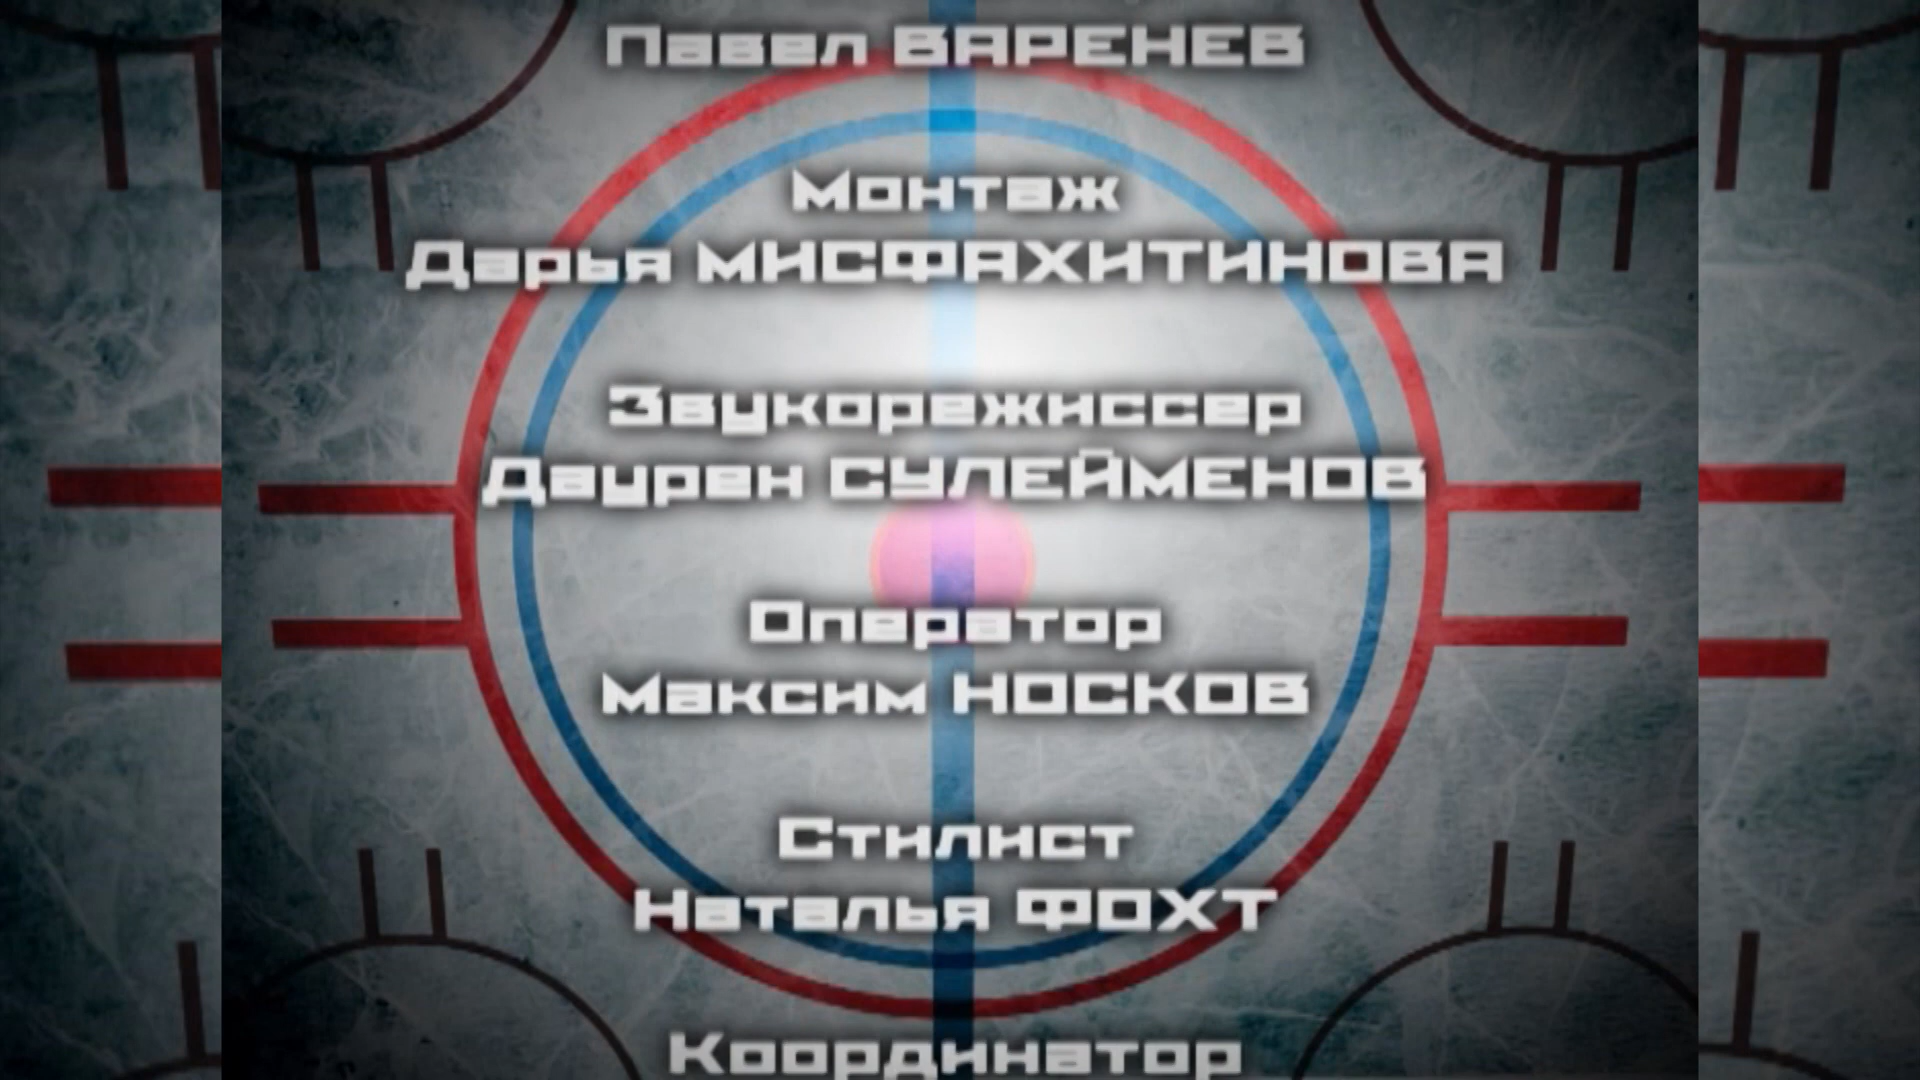 Павел ВАРЕНЕВ
Монтаж
Дарья МИСФАХИТИНОВА
Звукорежиссер
Даурен СУЛЕЙМЕНОВ
Оператор
Максим НОСКОВ
Стилист
Наталья ФОХТ
Координатор